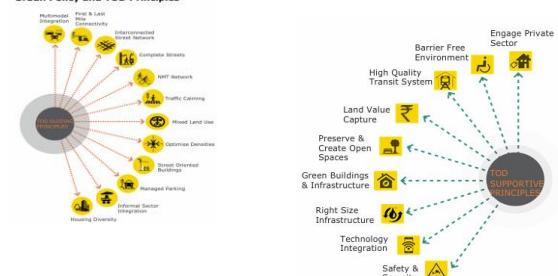 Multimodal
Integration
First & Last
Mile
Connectivity
Interconnected
Street Network
Complete Streets
NMT Network
Traffic Calming
Mixed Land Use
Optimise Densities
Street Oriented
Buildings
Managed Parking
Informal Sector
Integration
Housing Diversity
TOD GUIDING
PRINCIPLES
Engage Private
Sector
Barrier Free
Environment
High Quality
Transit System
Land Value
Capture
Preserve &
Create Open
Spaces
Green Buildings
& Infrastructure
Right Size
Infrastructure
Technology
Integration
Safety &
TOD
SUPPORTIVE
PRINCIPLES